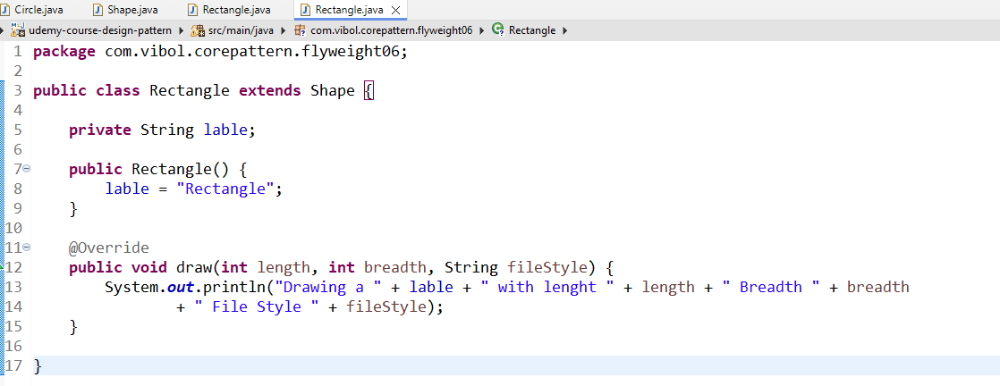 Circle.java Shape.java Rectangle.java Rectangle.java
udemy-course-design-pattern src/main/java com.vibol.corepattern.flyweight06 Rectangle
1 package com.vibol.corepattern.flyweight06;
2
3 public class Rectangle extends Shape {
4
5     private String lable;
6
7     public Rectangle() {
8         lable = "Rectangle";
9     }
10
11     @Override
12     public void draw(int length, int breadth, String fileStyle) {
13         System.out.println("Drawing a " + lable + " with lenght " + length + " Breadth " + breadth
14                 + " File Style " + fileStyle);
15     }
16
17 }